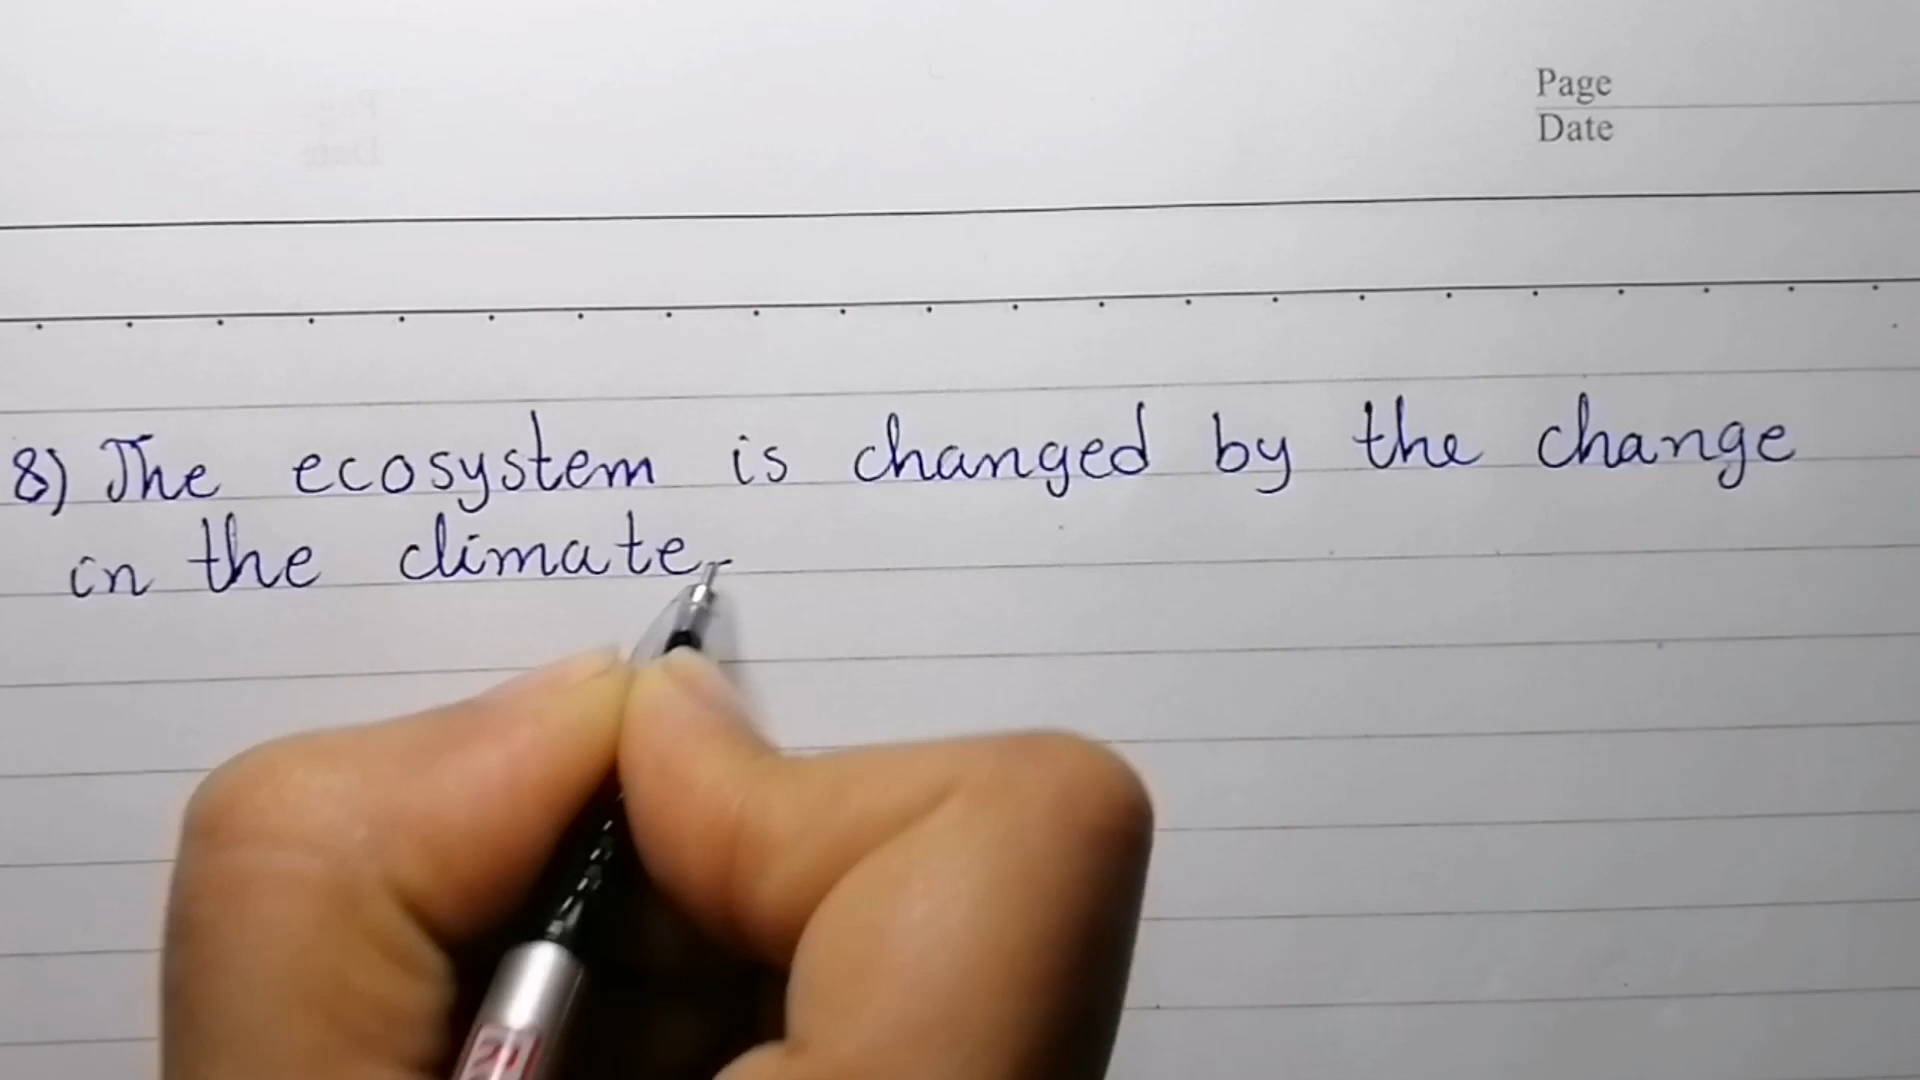 Page
Date
8) The ecosystem is changed by the change
in the climate.